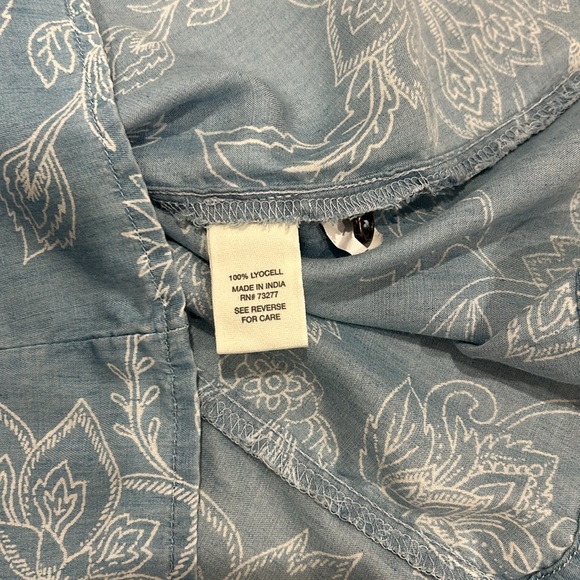 100% LYOCELL
MADE IN INDIA
RN# 73277
SEE REVERSE
FOR CARE